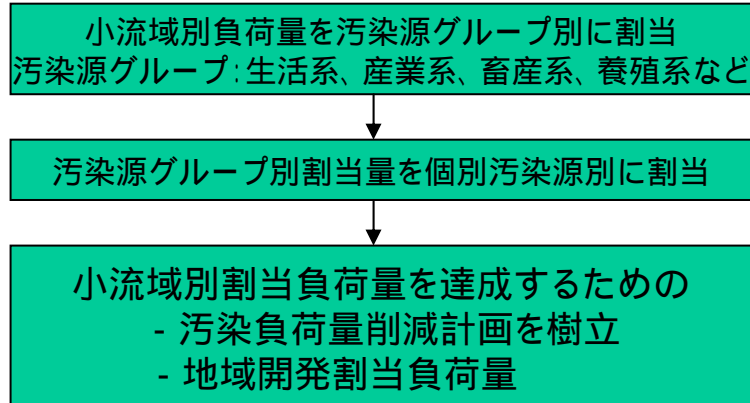 小流域別負荷量を汚染源グループ別に割当
汚染源グループ:生活系、産業系、畜産系、養殖系など
汚染源グループ別割当量を個別汚染源別に割当
小流域別割当負荷量を達成するための
- 汚染負荷量削減計画を樹立
- 地域開発割当負荷量